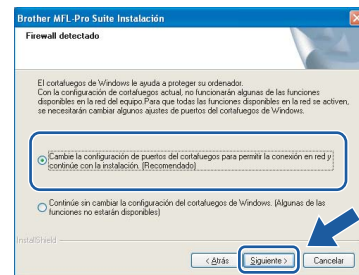 Brother MFL-Pro Suite Instalación
Firewall detectado
El cortafuegos de Windows le ayuda a proteger su ordenador.
Con la configuración de cortafuegos actual, no funcionarán algunas de las funciones
disponibles en la red del equipo.Para que todas las funciones disponibles en la red se activen,
se necesitarán cambiar algunos ajustes de puertos del cortafuegos de Windows.
Cambie la configuración de puertos del cortafuegos para permitir la conexión en red y
continúe con la instalación. (Recomendado)
Continúe sin cambiar la configuración del cortafuegos de Windows. (Algunas de las
funciones no estarán disponibles)
InstallShield
< Atrás
Siguiente >
Cancelar